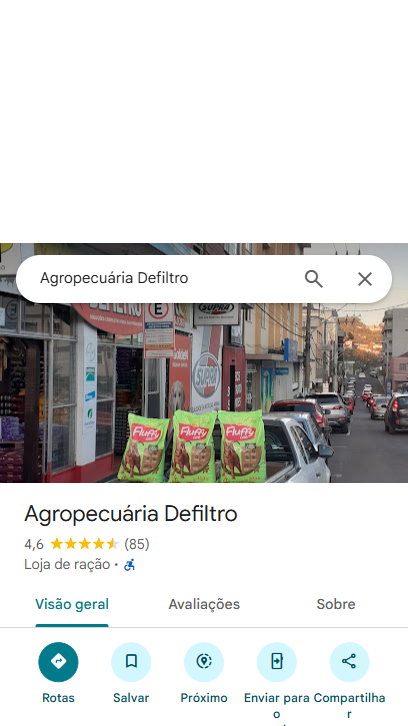 Agropecuária Defiltro
E
SUPRA
Golden
Supra
Fluffy
Fluffy
Fluffy
Agropecuária Defiltro
4,6 (85)
Loja de ração ·
Visão geral Avaliações Sobre
Rotas Salvar Próximo Enviar para o Compartilhar